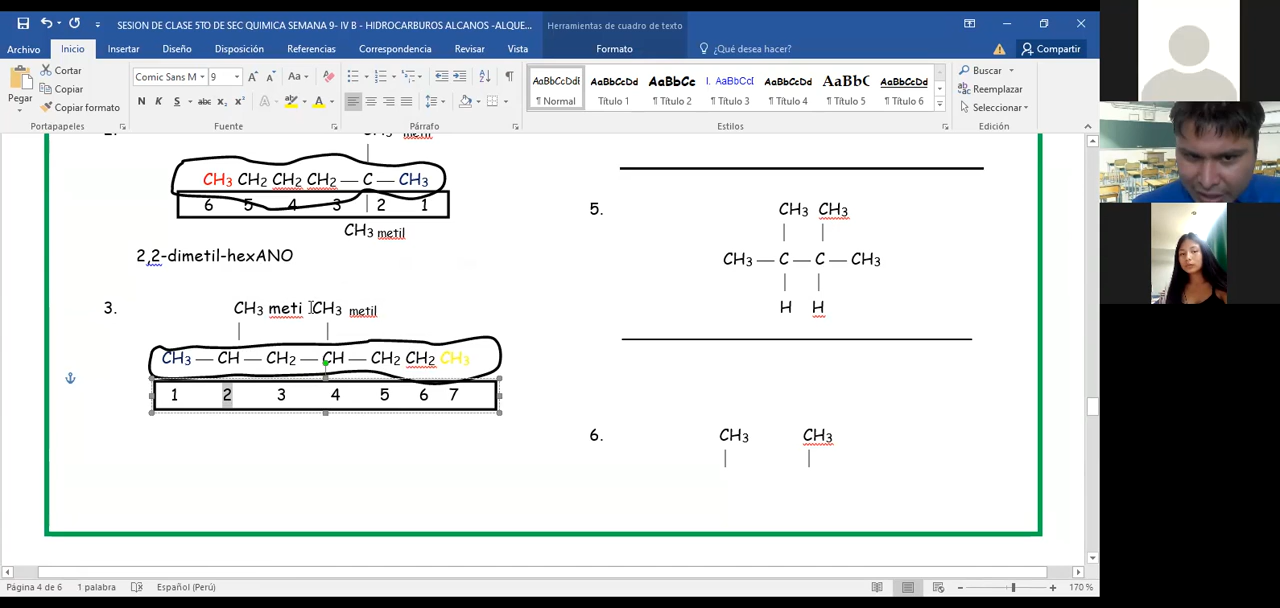 SESION DE CLASE 5TO DE SEC QUIMICA SEMANA 9- IV B - HIDROCARBUROS ALCANOS -ALQUE...
Herramientas de cuadro de texto
Archivo Inicio Insertar Diseño Disposición Referencias Correspondencia Revisar Vista Formato ¿Qué desea hacer? Compartir
Pegar
Cortar
Copiar
Copiar formato
Comic Sans M 9
N K S abc x2 x2
AaBbCcDdE AaBbCcDd AaBbCc I. AaBbCcD AaBbCcDd AaBbC AaBbCcDd
¶ Normal Título 1 Título 2 Título 3 Título 4 Título 5 Título 6
Buscar
Reemplazar
Seleccionar
Portapapeles Fuente Párrafo Estilos Edición
CH3 CH2 CH2 CH2 — C — CH3
6 5 4 3 2 1
CH3 metil
2,2-dimetil-hexANO
3. CH3 meti CH3 metil
CH3 — CH — CH2 — CH — CH2 CH2 CH3
1 2 3 4 5 6 7
5. CH3 CH3
CH3 — C — C — CH3
H H
6. CH3 CH3
Página 4 de 6 1 palabra Español (Perú) 170 %